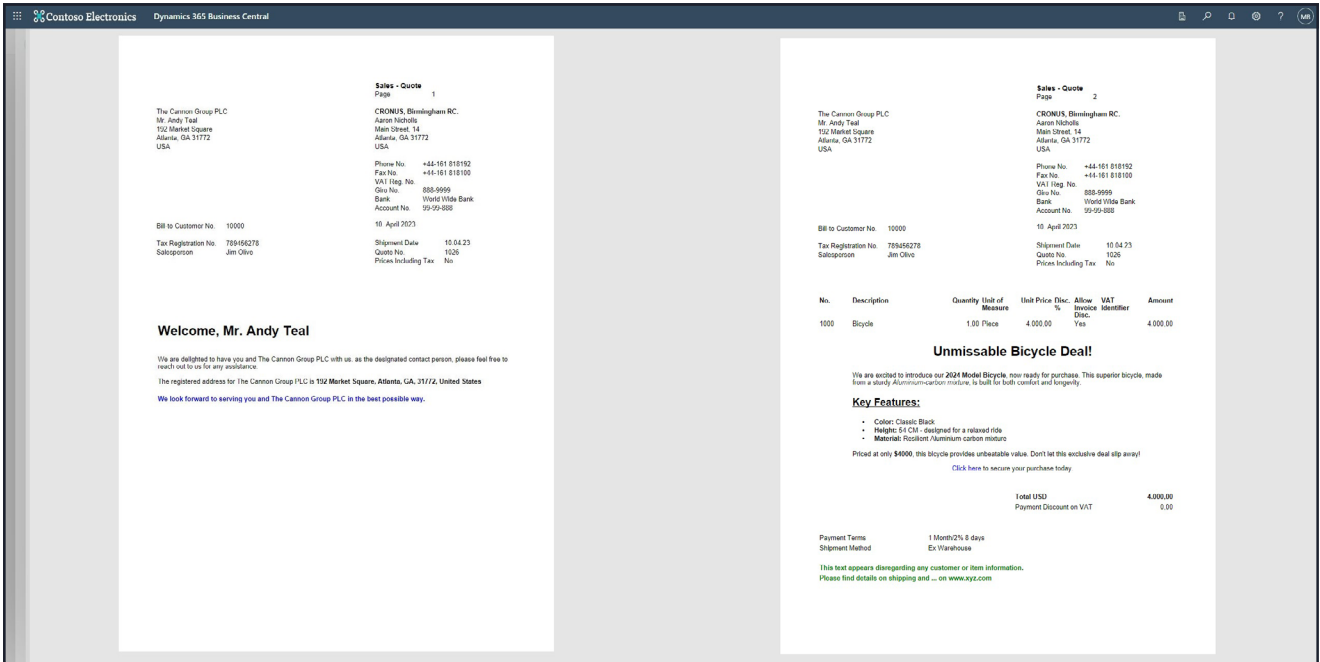 Contoso Electronics Dynamics 365 Business Central MR
Sales - Quote
Page 1
The Cannon Group PLC
Mr. Andy Teal
192 Market Square
Atlanta, GA 31772
USA
CRONUS, Birmingham RC.
Aaron Nicholls
Main Street, 14
Atlanta, GA 31772
USA
Phone No. +44-161 818192
Fax No. +44-161 818100
VAT Reg. No.
Giro No. 888-9999
Bank World Wide Bank
Account No. 99-99-888
Bill to Customer No. 10000
10. April 2023
Tax Registration No. 789456278
Salesperson Jim Olive
Shipment Date 10.04.23
Quote No. 1026
Prices Including Tax No
Welcome, Mr. Andy Teal
We are delighted to have you and The Cannon Group PLC with us. as the designated contact person, please feel free to
reach out to us for any assistance.
The registered address for The Cannon Group PLC is 192 Market Square, Atlanta, GA, 31772, United States
We look forward to serving you and The Cannon Group PLC in the best possible way.
Sales - Quote
Page 2
The Cannon Group PLC
Mr. Andy Teal
192 Market Square
Atlanta, GA 31772
USA
CRONUS, Birmingham RC.
Aaron Nicholls
Main Street, 14
Atlanta, GA 31772
USA
Phone No. +44-161 818192
Fax No. +44-161 818100
VAT Reg. No.
Giro No. 888-9999
Bank World Wide Bank
Account No. 99-99-888
Bill to Customer No. 10000
10. April 2023
Tax Registration No. 789456278
Salesperson Jim Olive
Shipment Date 10.04.23
Quote No. 1026
Prices Including Tax No
No. Description Quantity Unit of Measure Unit Price Disc. % Allow Invoice Disc. VAT Identifier Amount
1000 Bicycle 1.00 Piece 4.000,00 Yes 4.000,00
Unmissable Bicycle Deal!
We are excited to introduce our 2024 Model Bicycle, now ready for purchase. This superior bicycle, made
from a sturdy Aluminium-carbon mixture, is built for both comfort and longevity.
Key Features:
• Color: Classic Black
• Height: 54 CM - designed for a relaxed ride
• Material: Resilient Aluminium-carbon mixture
Priced at only $4000, this bicycle provides unbeatable value. Don't let this exclusive deal slip away!
Click here to secure your purchase today.
Total USD 4.000,00
Payment Discount on VAT 0.00
Payment Terms 1 Month/2% 8 days
Shipment Method Ex Warehouse
This text appears disregarding any customer or item information.
Please find details on shipping and ... on www.xyz.com